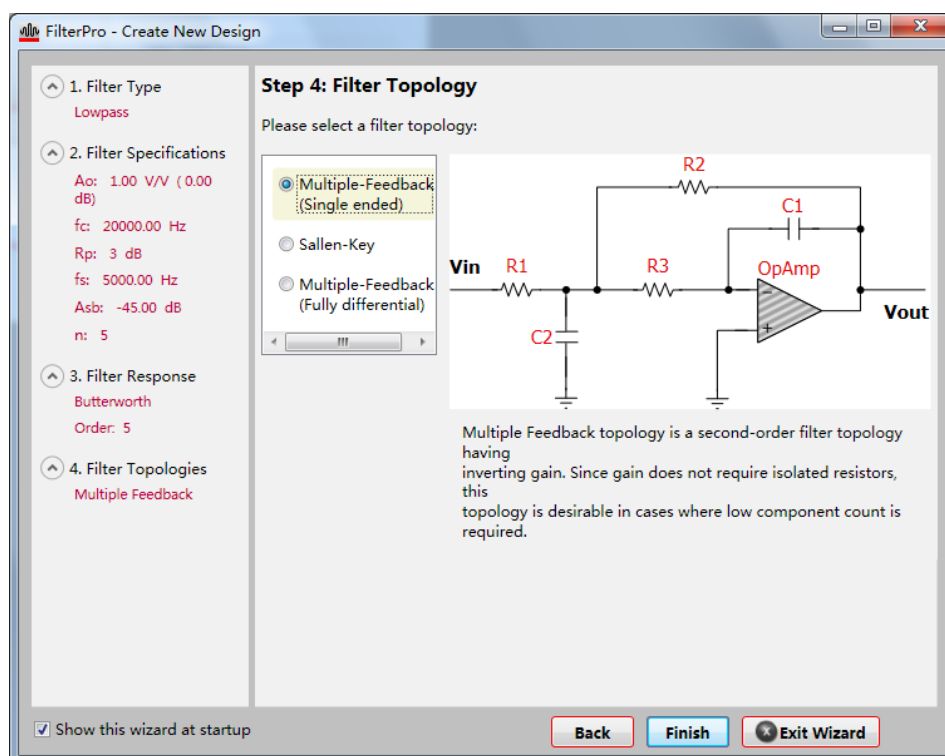 FilterPro - Create New Design
1. Filter Type
Lowpass
2. Filter Specifications
Ao: 1.00 V/V ( 0.00
dB)
fc: 20000.00 Hz
Rp: 3 dB
fs: 5000.00 Hz
Asb: -45.00 dB
n: 5
3. Filter Response
Butterworth
Order: 5
4. Filter Topologies
Multiple Feedback
Step 4: Filter Topology
Please select a filter topology:
Multiple-Feedback
(Single ended)
Sallen-Key
Multiple-Feedback
(Fully differential)
R2
C1
Vin
R1
R3
OpAmp
Vout
C2
Multiple Feedback topology is a second-order filter topology
having
inverting gain. Since gain does not require isolated resistors,
this
topology is desirable in cases where low component count is
required.
Show this wizard at startup
Back
Finish
Exit Wizard